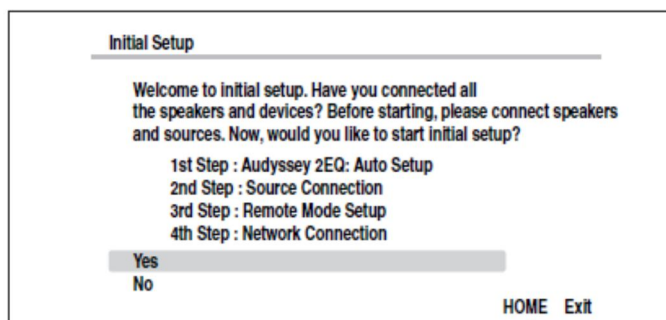 Initial Setup
Welcome to initial setup. Have you connected all
the speakers and devices? Before starting, please connect speakers
and sources. Now, would you like to start initial setup?
1st Step : Audyssey 2EQ: Auto Setup
2nd Step : Source Connection
3rd Step : Remote Mode Setup
4th Step : Network Connection
Yes
No
HOME Exit